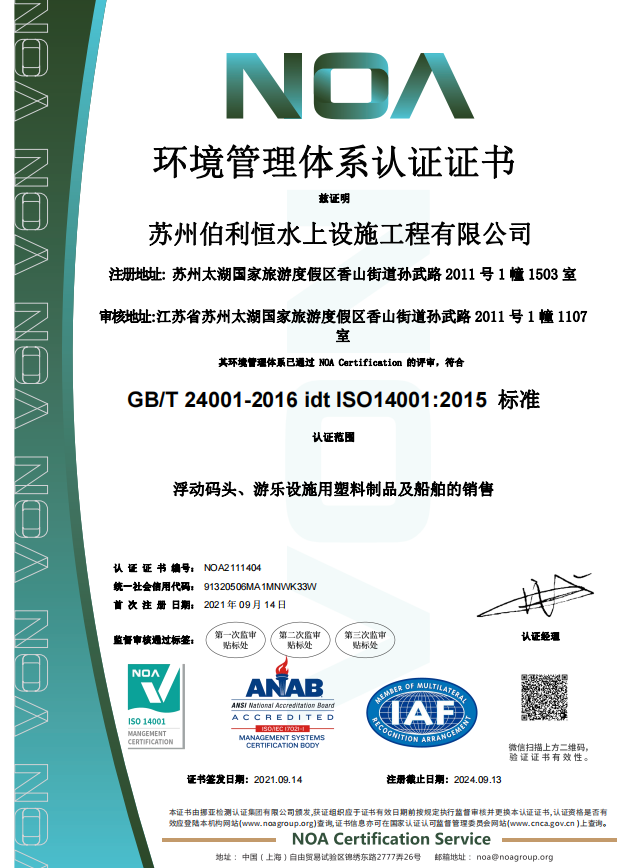 NOA
环境管理体系认证证书
兹证明
苏州伯利恒水上设施工程有限公司
注册地址: 苏州太湖国家旅游度假区香山街道孙武路 2011 号 1 幢 1503 室
审核地址:江苏省苏州太湖国家旅游度假区香山街道孙武路 2011 号 1 幢 1107
室
其环境管理体系已通过 NOA Certification 的评审，符合
GB/T 24001-2016 idt ISO14001:2015 标准
认证范围
浮动码头、游乐设施用塑料制品及船舶的销售
认 证 证 书 编号: NOA2111404
统一社会信用代码: 91320506MA1MNWK33W
首 次 注 册 日期: 2021 年 09 月 14 日
监督审核通过标签:
第一次监审
贴标处
第二次监审
贴标处
第三次监审
贴标处
认证经理
NOA
ISO 14001
MANGEMENT
CERTIFICATION
ANAB
ANSI National Accreditation Board
ACCREDITED
ISO/IEC 17021-1
MANAGEMENT SYSTEMS
CERTIFICATION BODY
MEMBER OF MULTILATERAL
IAF
RECOGNITION ARRANGEMENT
微信扫描上方二维码，
验 证 证 书 有 效 性 。
证书签发日期: 2021.09.14
注册截止日期: 2024.09.13
本证书由挪亚检测认证集团有限公司颁发,获证组织应于证书有效日期前按规定执行监督审核并更换本认证证书,认证资格是否有
效应登陆本机构网站(www.noagroup.org)查询,证书信息亦可在国家认证认可监督管理委员会网站(www.cnca.gov.cn )上查询。
NOA Certification Service
地址： 中国（上海）自由贸易试验区锦绣东路2777弄26号 邮箱地址： noa@noagroup.org